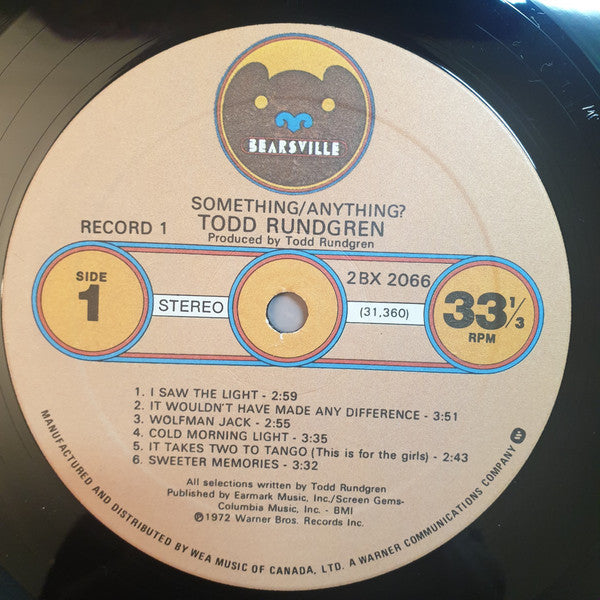 BEARSVILLE
SOMETHING/ANYTHING?
RECORD 1
TODD RUNDGREN
Produced by Todd Rundgren
SIDE
1
STEREO
2BX 2066
(31,360)
33 1/3
RPM
1. I SAW THE LIGHT - 2:59
2. IT WOULDN'T HAVE MADE ANY DIFFERENCE - 3:51
3. WOLFMAN JACK - 2:55
4. COLD MORNING LIGHT - 3:35
5. IT TAKES TWO TO TANGO (This is for the girls) - 2:43
6. SWEETER MEMORIES - 3:32
All selections written by Todd Rundgren
Published by Earmark Music, Inc./Screen Gems-
Columbia Music, Inc. - BMI
℗1972 Warner Bros. Records Inc.
MANUFACTURED AND DISTRIBUTED BY WEA MUSIC OF CANADA, LTD. A WARNER COMMUNICATIONS COMPANY